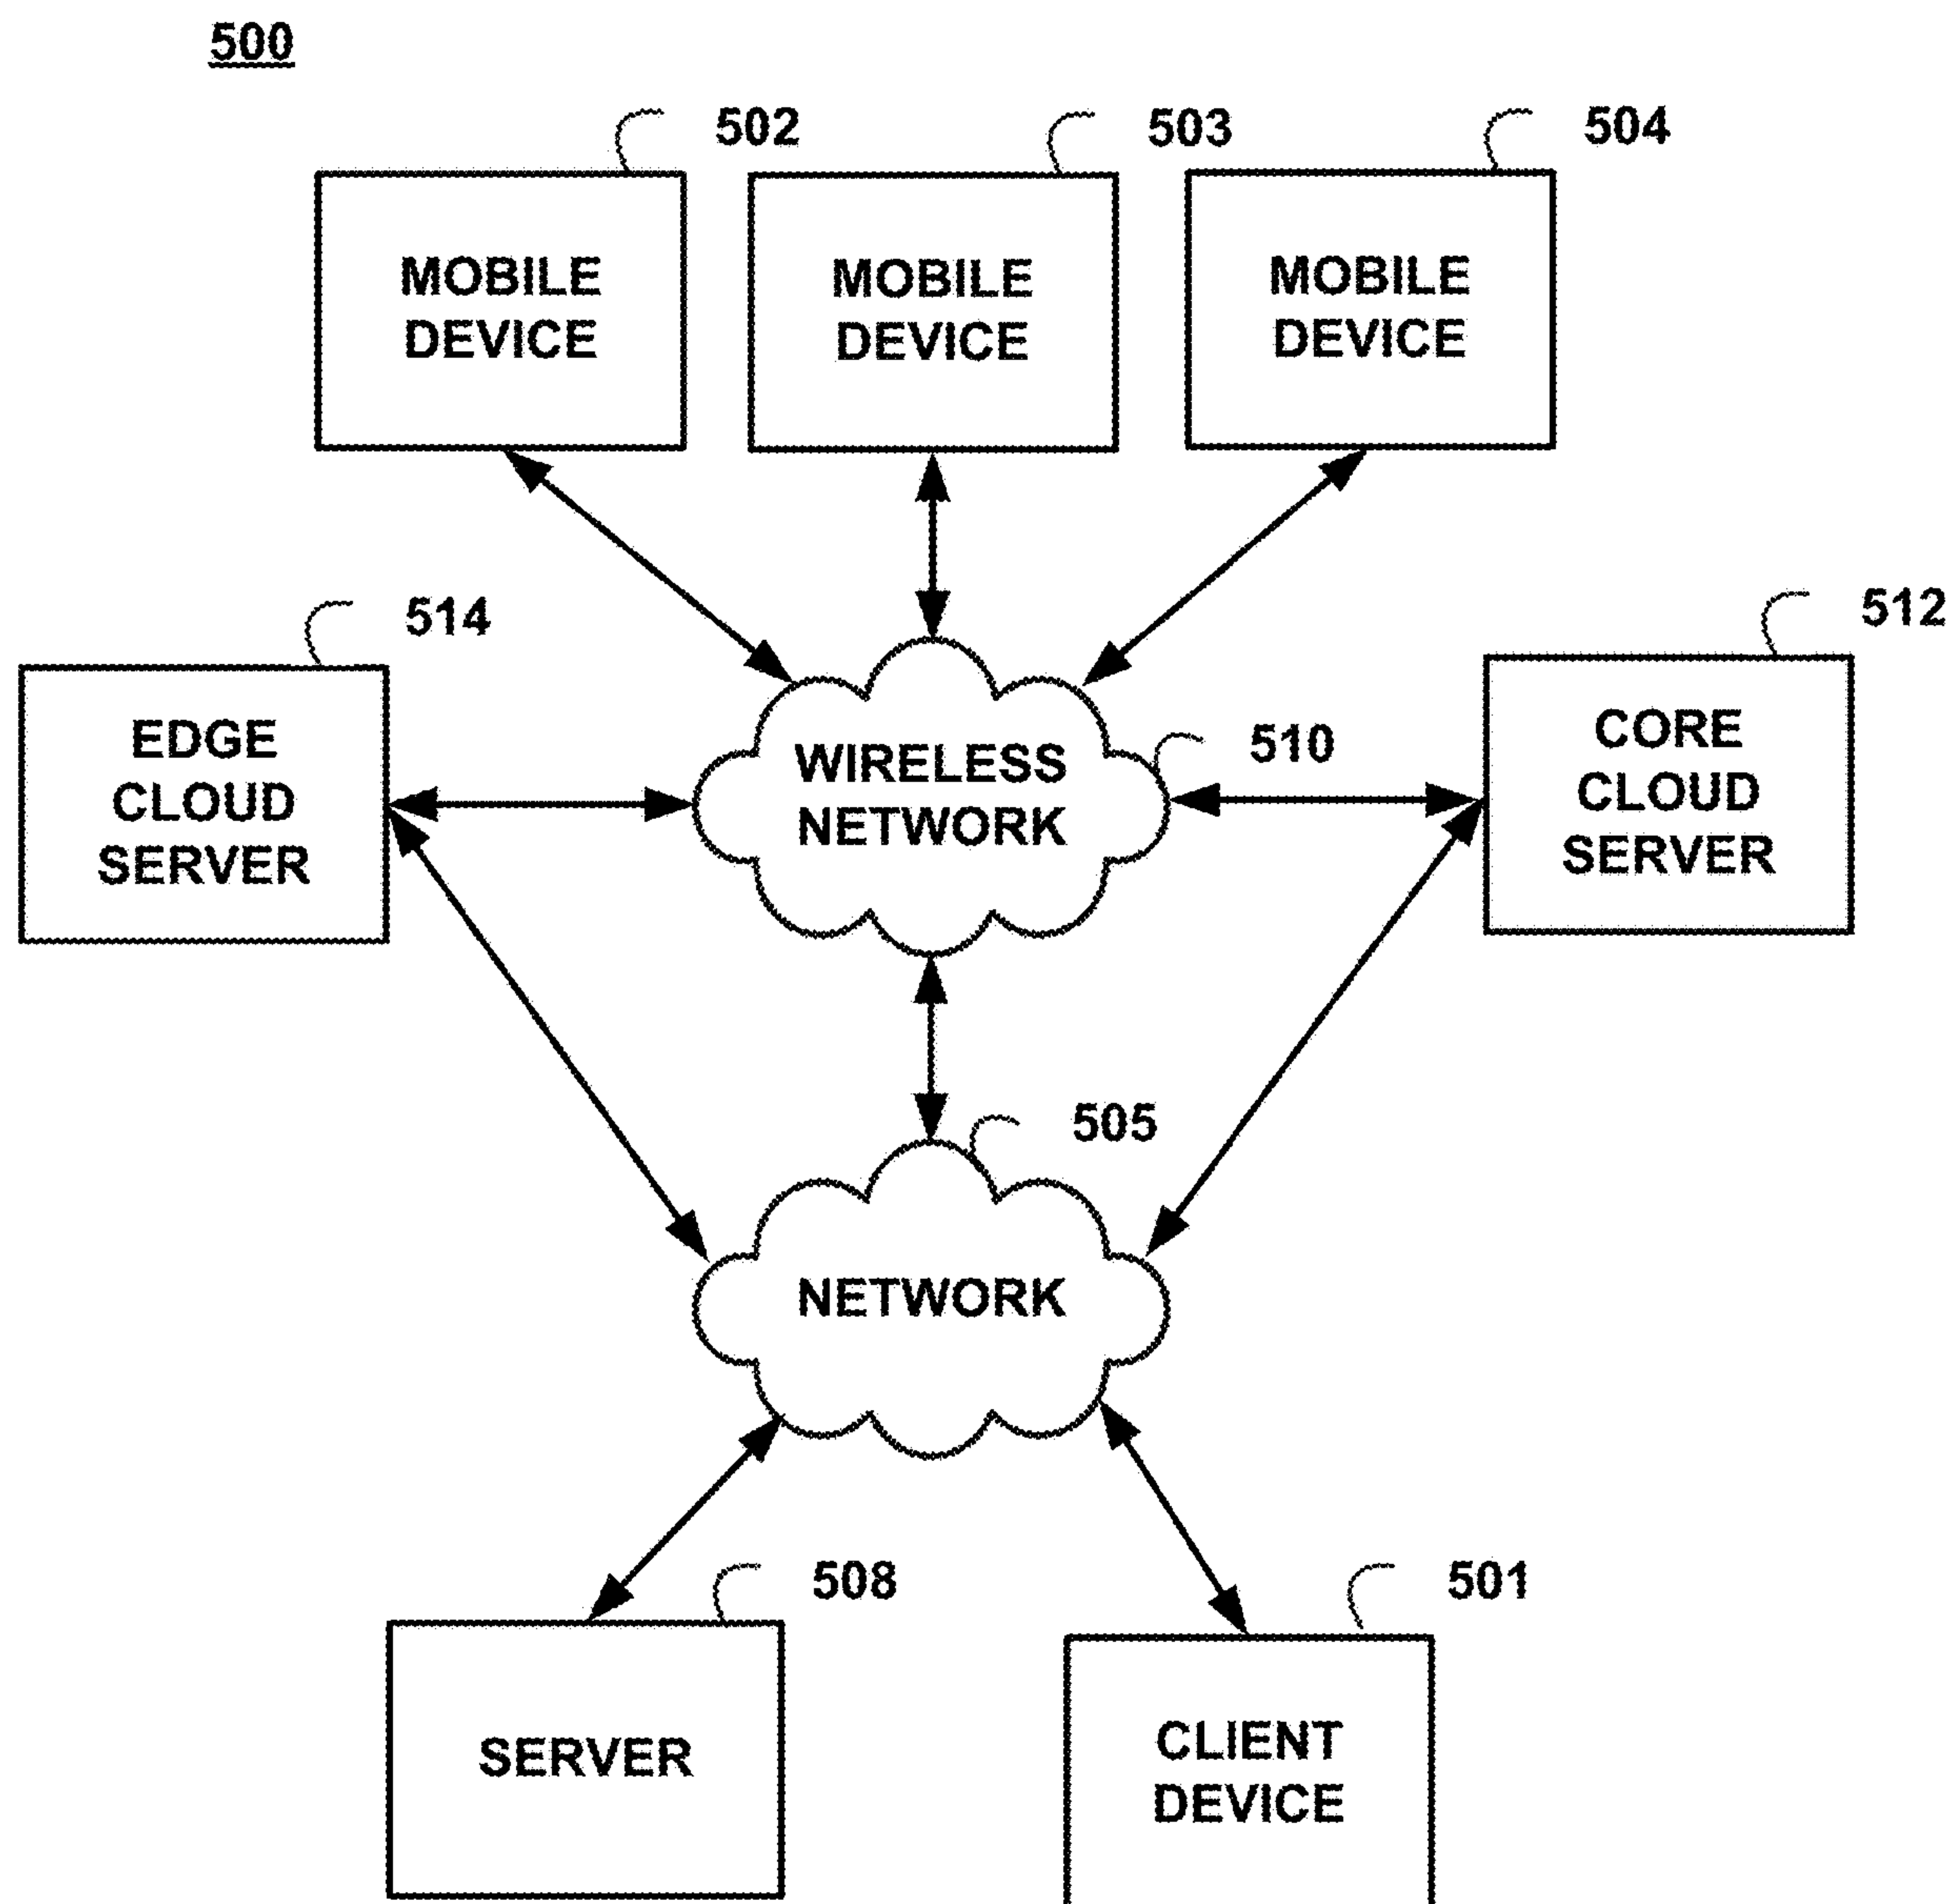 500
502
503
504
MOBILE
DEVICE
MOBILE
DEVICE
MOBILE
DEVICE
514
512
EDGE
CLOUD
SERVER
WIRELESS
NETWORK
510
CORE
CLOUD
SERVER
505
NETWORK
508
501
SERVER
CLIENT
DEVICE